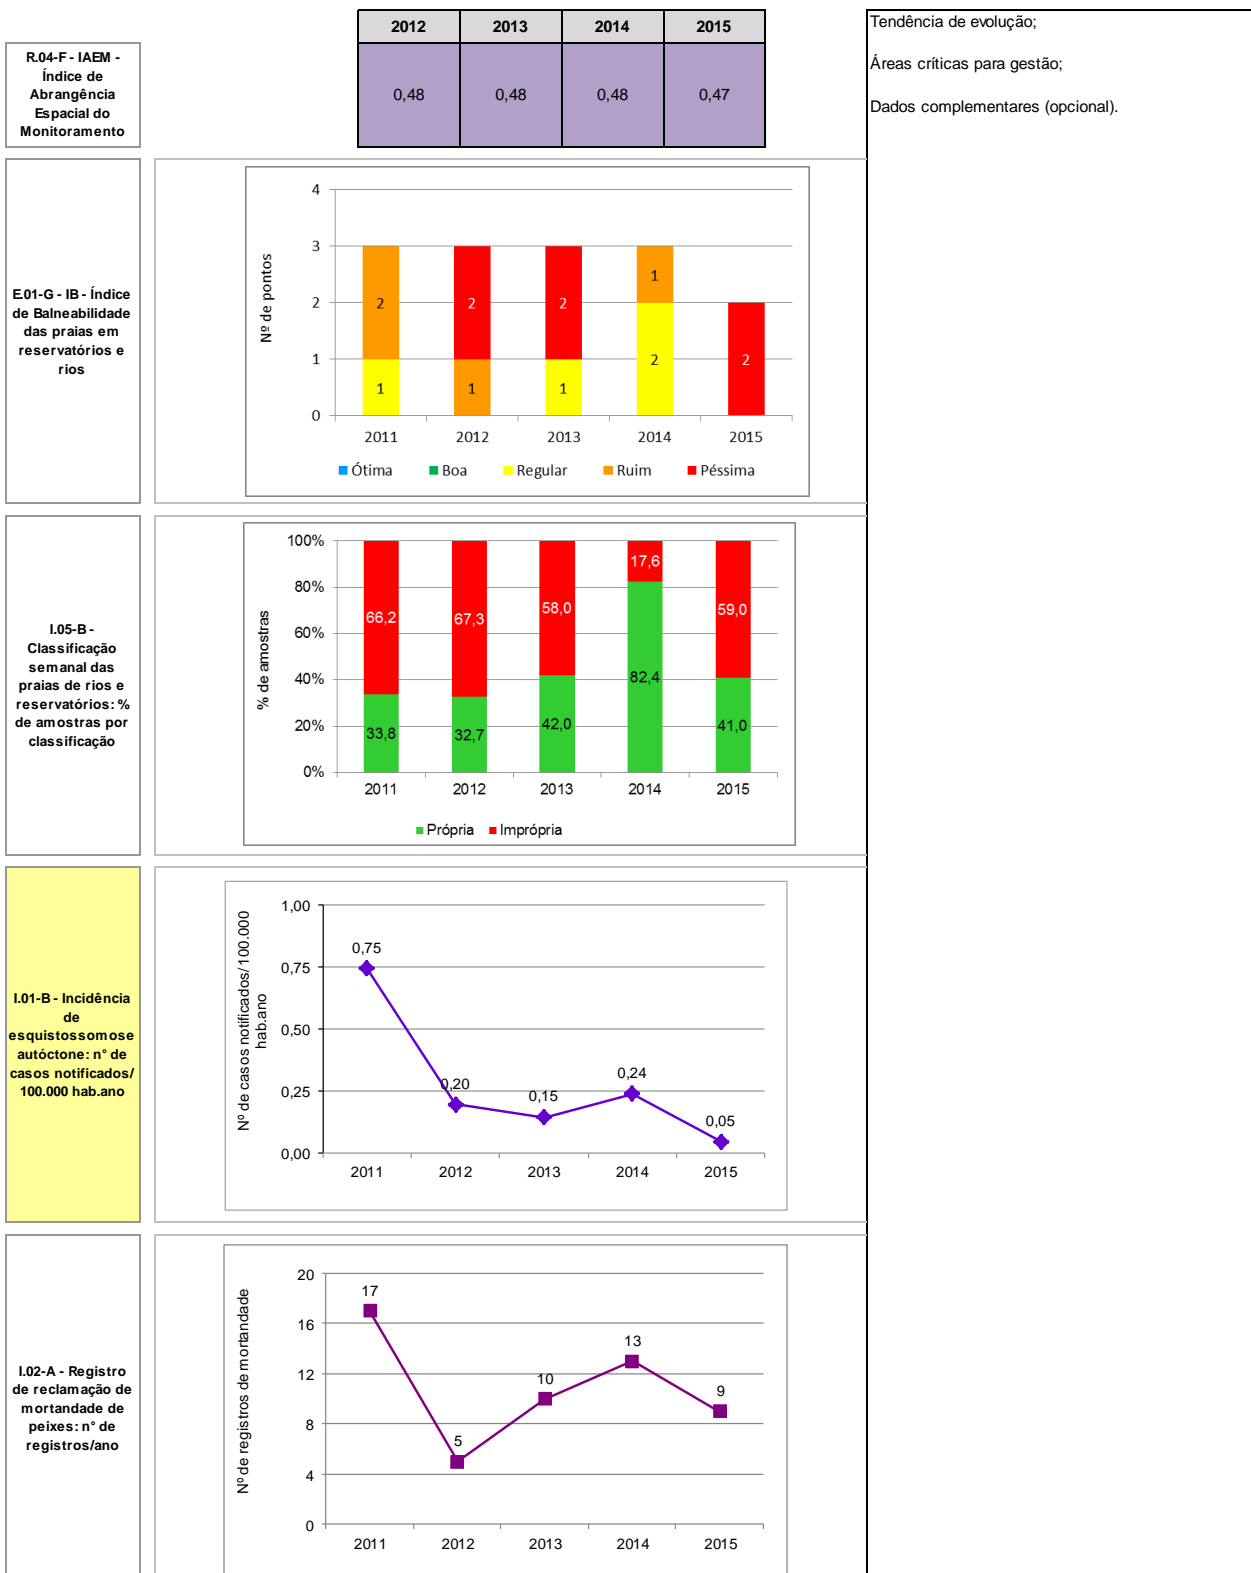 2012 2013 2014 2015
R.04-F - IAEM -
Índice de
Abrangência
Espacial do
Monitoramento
0,48 0,48 0,48 0,47
Tendência de evolução;
Áreas críticas para gestão;
Dados complementares (opcional).
E.01-G - IB - Índice
de Balneabilidade
das praias em
reservatórios e
rios
Nº de pontos
4
3
2
1
0
2 2 2 1
1 1 1 2 2
2011 2012 2013 2014 2015
Ótima Boa Regular Ruim Péssima
I.05-B -
Classificação
semanal das
praias de rios e
reservatórios: %
de amostras por
classificação
% de amostras
100%
80%
60%
40%
20%
0%
66,2 67,3 58,0 17,6 59,0
33,8 32,7 42,0 82,4 41,0
2011 2012 2013 2014 2015
Própria Imprópria
I.01-B - Incidência
de
esquistossomose
autóctone: n° de
casos notificados/
100.000 hab.ano
Nº de casos notificados/100.000
hab.ano
1,00
0,75
0,50
0,25
0,00
0,75 0,20 0,15 0,24 0,05
2011 2012 2013 2014 2015
I.02-A - Registro
de reclamação de
mortandade de
peixes: n° de
registros/ano
Nº de registros de mortandade
20
16
12
8
4
0
17 5 10 13 9
2011 2012 2013 2014 2015